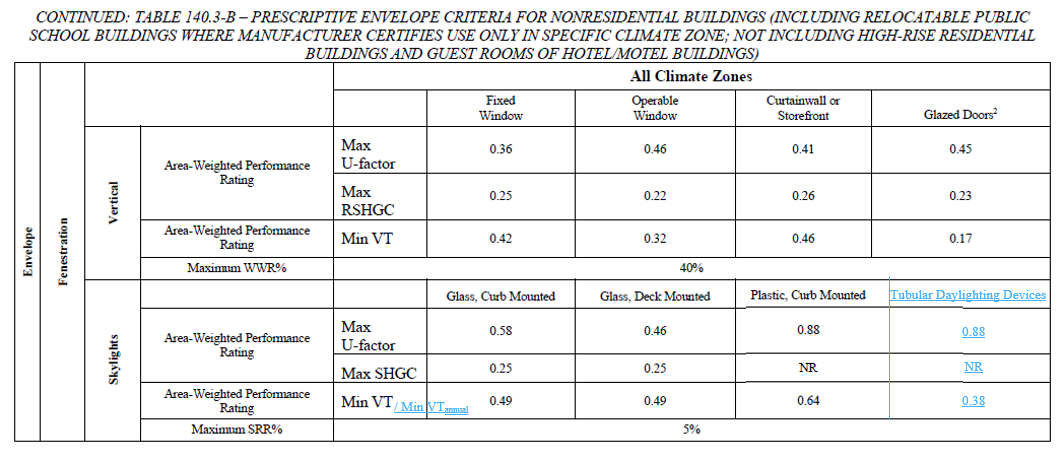 CONTINUED: TABLE 140.3-B – PRESCRIPTIVE ENVELOPE CRITERIA FOR NONRESIDENTIAL BUILDINGS (INCLUDING RELOCATABLE PUBLIC
SCHOOL BUILDINGS WHERE MANUFACTURER CERTIFIES USE ONLY IN SPECIFIC CLIMATE ZONE; NOT INCLUDING HIGH-RISE RESIDENTIAL
BUILDINGS AND GUEST ROOMS OF HOTEL/MOTEL BUILDINGS)
All Climate Zones
Fixed
Window
Operable
Window
Curtainwall or
Storefront
Glazed Doors2
Envelope
Fenestration
Vertical
Area-Weighted Performance
Rating
Max
U-factor
0.36
0.46
0.41
0.45
Max
RSHGC
0.25
0.22
0.26
0.23
Area-Weighted Performance
Rating
Min VT
0.42
0.32
0.46
0.17
Maximum WWR%
40%
Skylights
Glass, Curb Mounted
Glass, Deck Mounted
Plastic, Curb Mounted
Tubular Daylighting Devices
Area-Weighted Performance
Rating
Max
U-factor
0.58
0.46
0.88
0.88
Max SHGC
0.25
0.25
NR
NR
Area-Weighted Performance
Rating
Min VT / Min VTannual
0.49
0.49
0.64
0.38
Maximum SRR%
5%